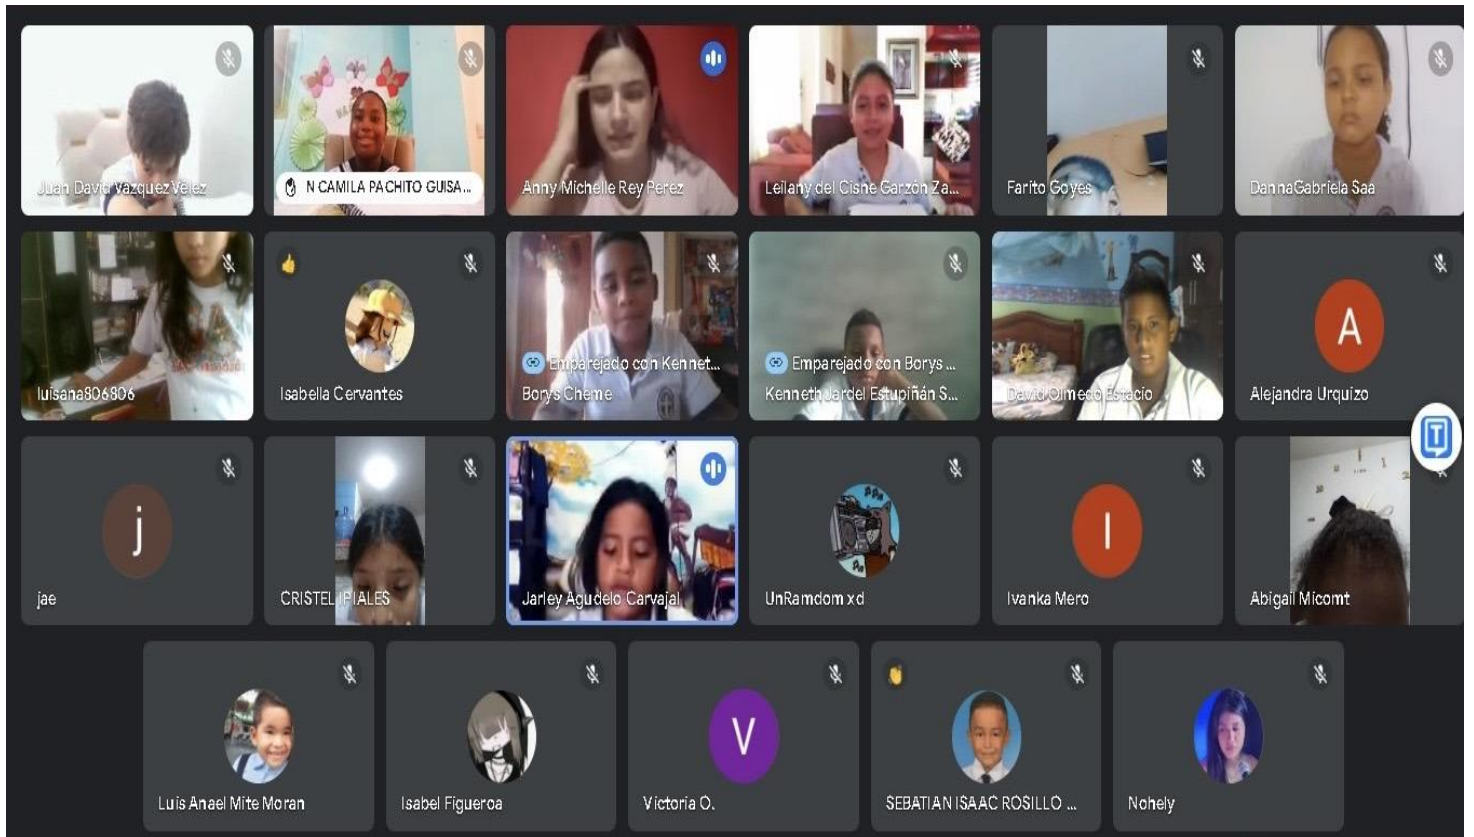 Juan David Vázquez Vélez
N CAMILA PACHITO GUISA...
Anny Michelle Rey Perez
Leilany del Cisne Garzón Za...
Farito Goyes
DannaGabriela Saa
luisana806806
Isabella Cervantes
Emparejado con Kennet...
Borys Cheme
Emparejado con Borys ...
Kenneth Jardel Estupiñán S...
David Olmedo Estacio
A
Alejandra Urquizo
j
jae
CRISTEL IPIALES
Jarley Agudelo Carvajal
UnRamdom xd
I
Ivanka Mero
T
Abigail Micomt
Luis Anael Mite Moran
Isabel Figueroa
V
Victoria O.
SEBATIAN ISAAC ROSILLO ...
Nohely